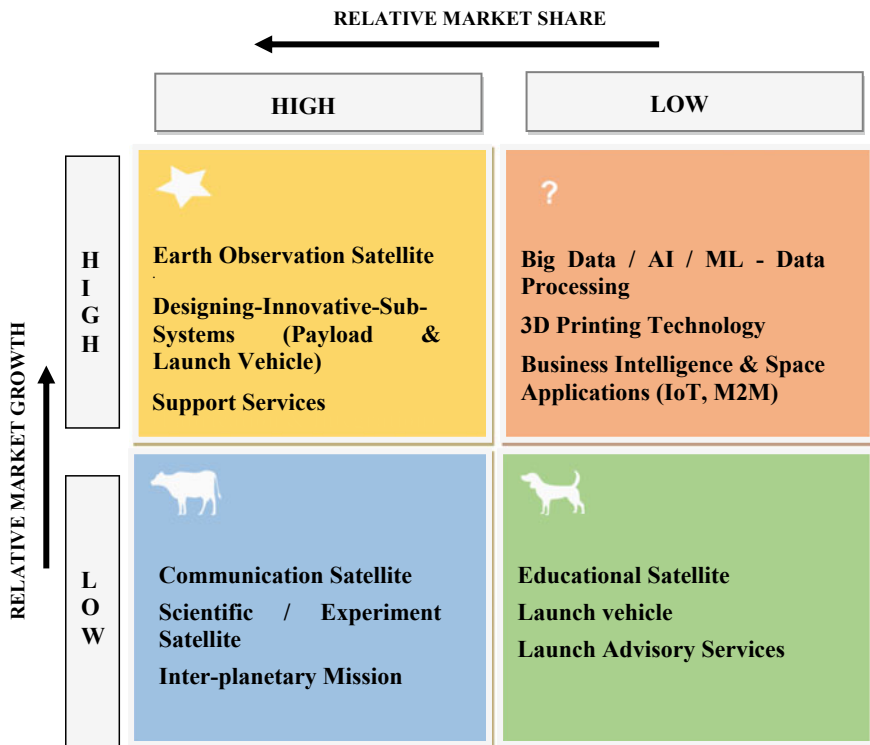 RELATIVE MARKET SHARE
HIGH
LOW
RELATIVE MARKET GROWTH
HIGH
Earth Observation Satellite
.
Designing-Innovative-Sub-
Systems (Payload &
Launch Vehicle)
Support Services
?
Big Data / AI / ML - Data
Processing
3D Printing Technology
Business Intelligence & Space
Applications (IoT, M2M)
LOW
Communication Satellite
Scientific / Experiment
Satellite
Inter-planetary Mission
Educational Satellite
Launch vehicle
Launch Advisory Services